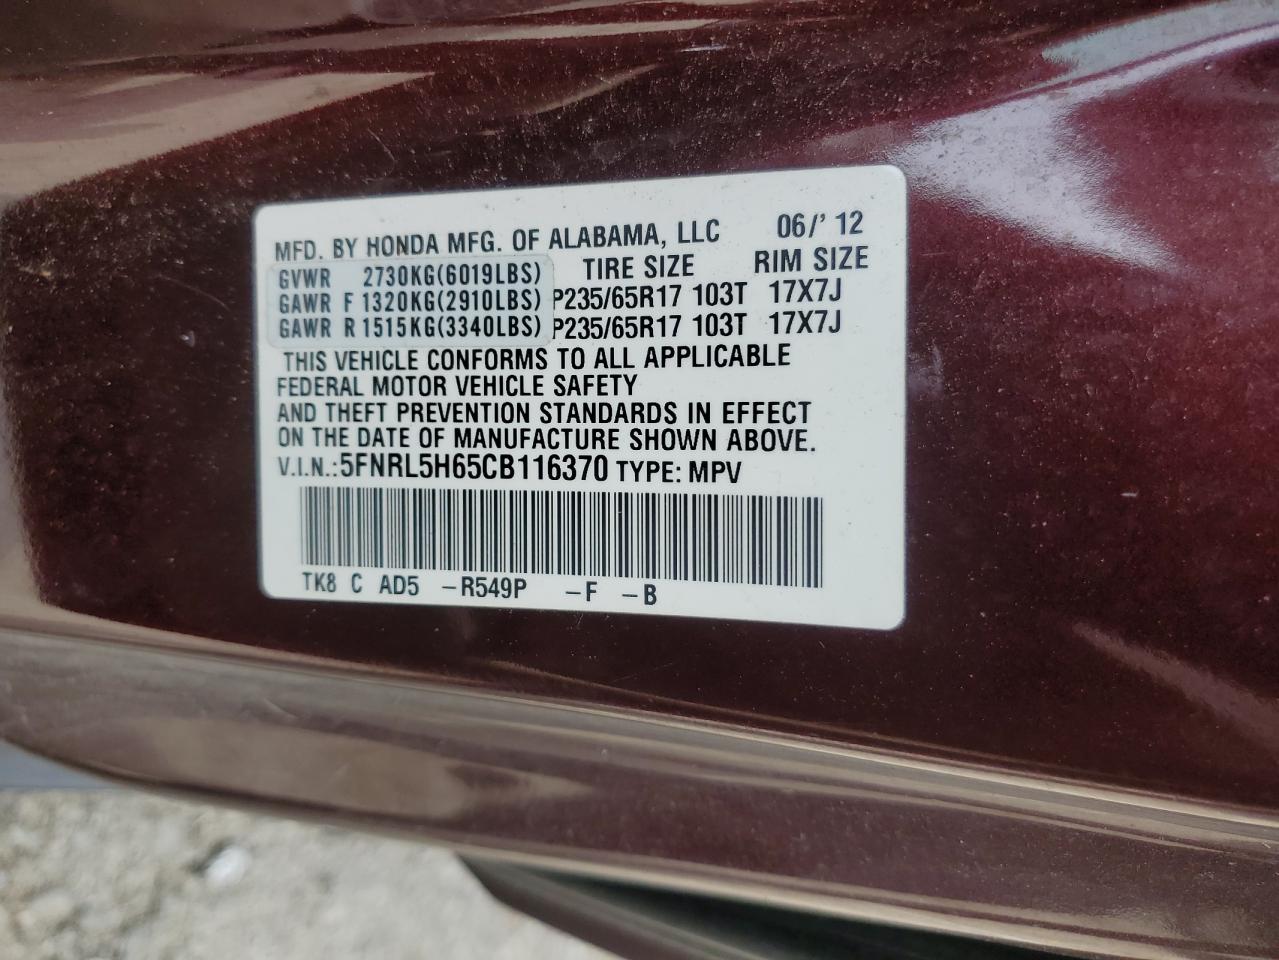 MFD. BY HONDA MFG. OF ALABAMA, LLC 06/' 12
GVWR 2730KG(6019LBS) TIRE SIZE RIM SIZE
GAWR F 1320KG(2910LBS) P235/65R17 103T 17X7J
GAWR R 1515KG(3340LBS) P235/65R17 103T 17X7J
THIS VEHICLE CONFORMS TO ALL APPLICABLE
FEDERAL MOTOR VEHICLE SAFETY
AND THEFT PREVENTION STANDARDS IN EFFECT
ON THE DATE OF MANUFACTURE SHOWN ABOVE.
V.I.N.:5FNRL5H65CB116370 TYPE: MPV
TK8 C AD5 –R549P –F –B